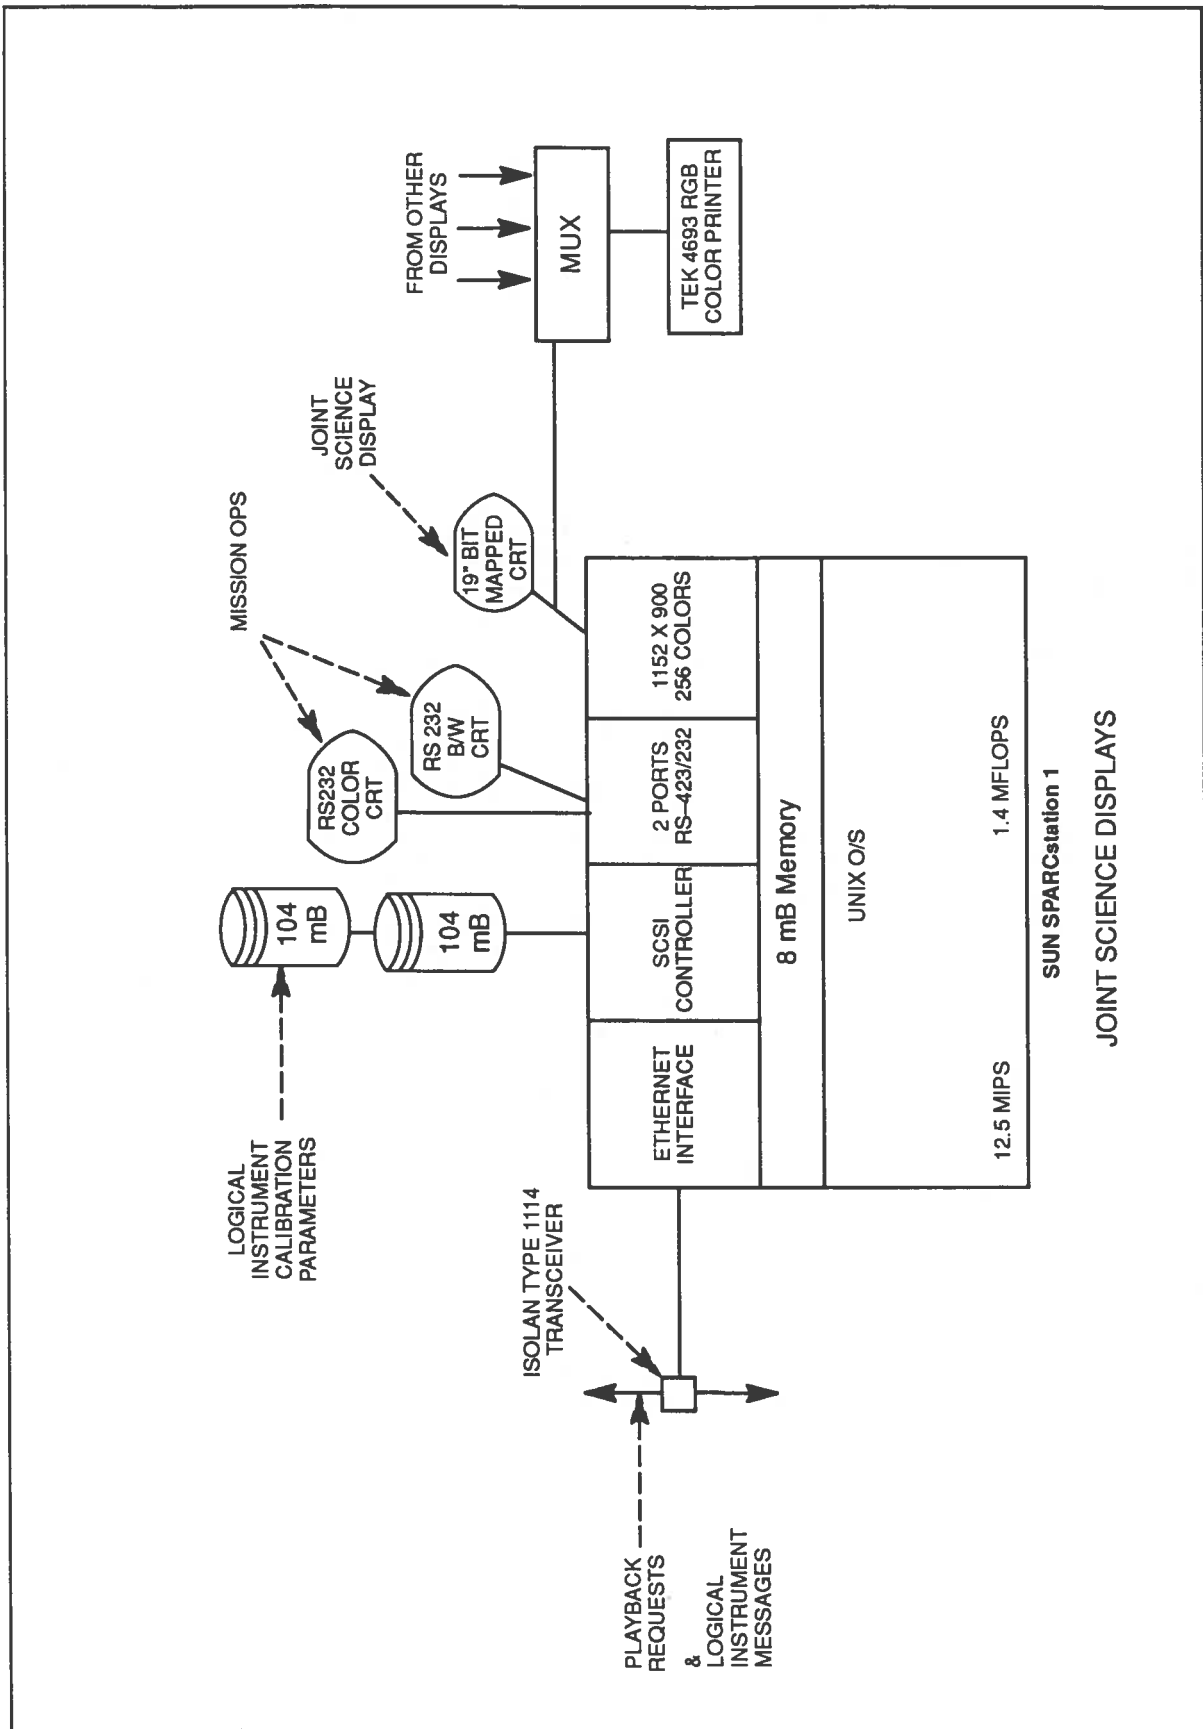 LOGICAL
INSTRUMENT
CALIBRATION
PARAMETERS
104
mB
104
mB
MISSION OPS
RS232
COLOR
CRT
RS 232
B/W
CRT
JOINT
SCIENCE
DISPLAY
19" BIT
MAPPED
CRT
FROM OTHER
DISPLAYS
MUX
TEK 4693 RGB
COLOR PRINTER
ISOLAN TYPE 1114
TRANSCEIVER
PLAYBACK
REQUESTS
&
LOGICAL
INSTRUMENT
MESSAGES
ETHERNET
INTERFACE
SCSI
CONTROLLER
2 PORTS
RS–423/232
1152 X 900
256 COLORS
8 mB Memory
UNIX O/S
12.5 MIPS
1.4 MFLOPS
SUN SPARCstation 1
JOINT SCIENCE DISPLAYS